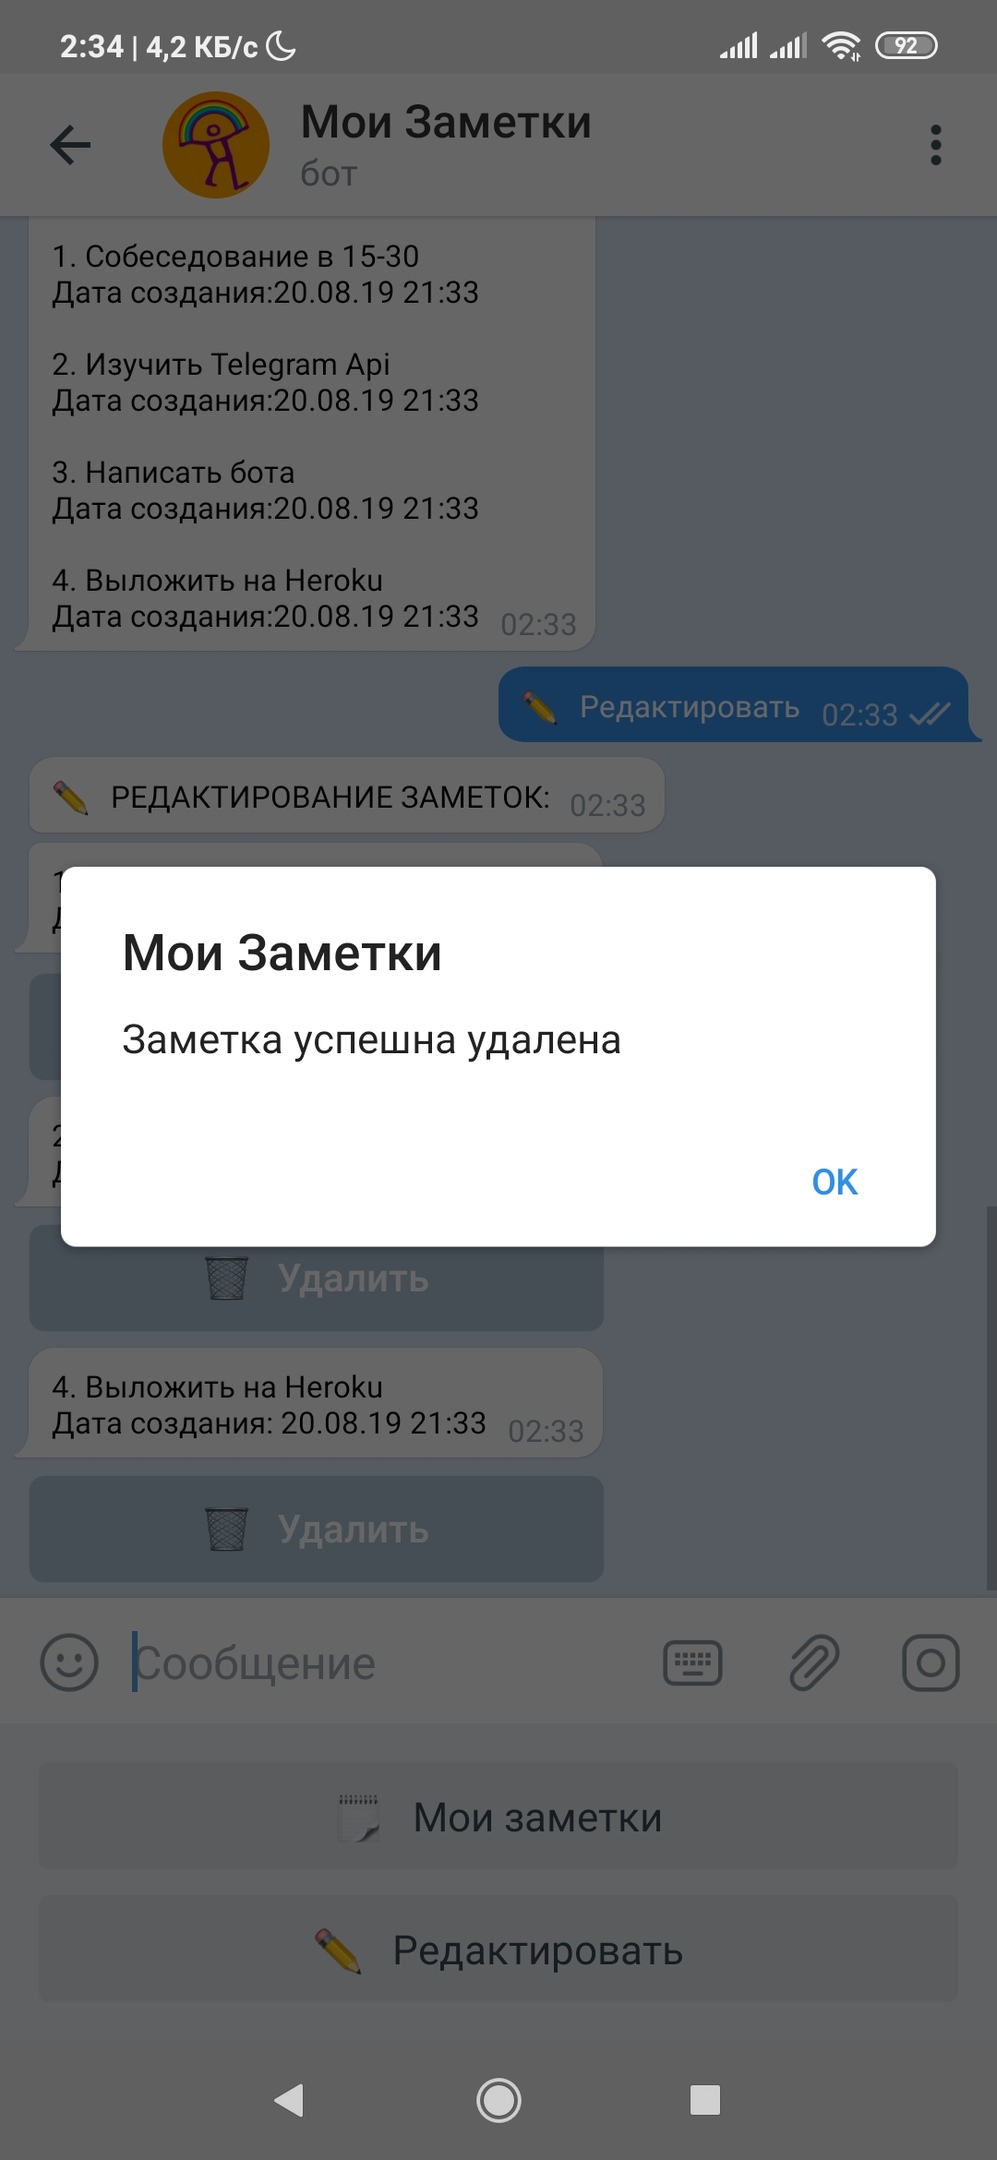 2:34 | 4,2 КБ/с
92
Мои Заметки
бот
1. Собеседование в 15-30
Дата создания:20.08.19 21:33
2. Изучить Telegram Api
Дата создания:20.08.19 21:33
3. Написать бота
Дата создания:20.08.19 21:33
4. Выложить на Heroku
Дата создания:20.08.19 21:33 02:33
✏️ Редактировать 02:33
✏️ РЕДАКТИРОВАНИЕ ЗАМЕТОК: 02:33
Мои Заметки
Заметка успешна удалена
OK
Удалить
4. Выложить на Heroku
Дата создания: 20.08.19 21:33 02:33
Удалить
Сообщение
Мои заметки
Редактировать